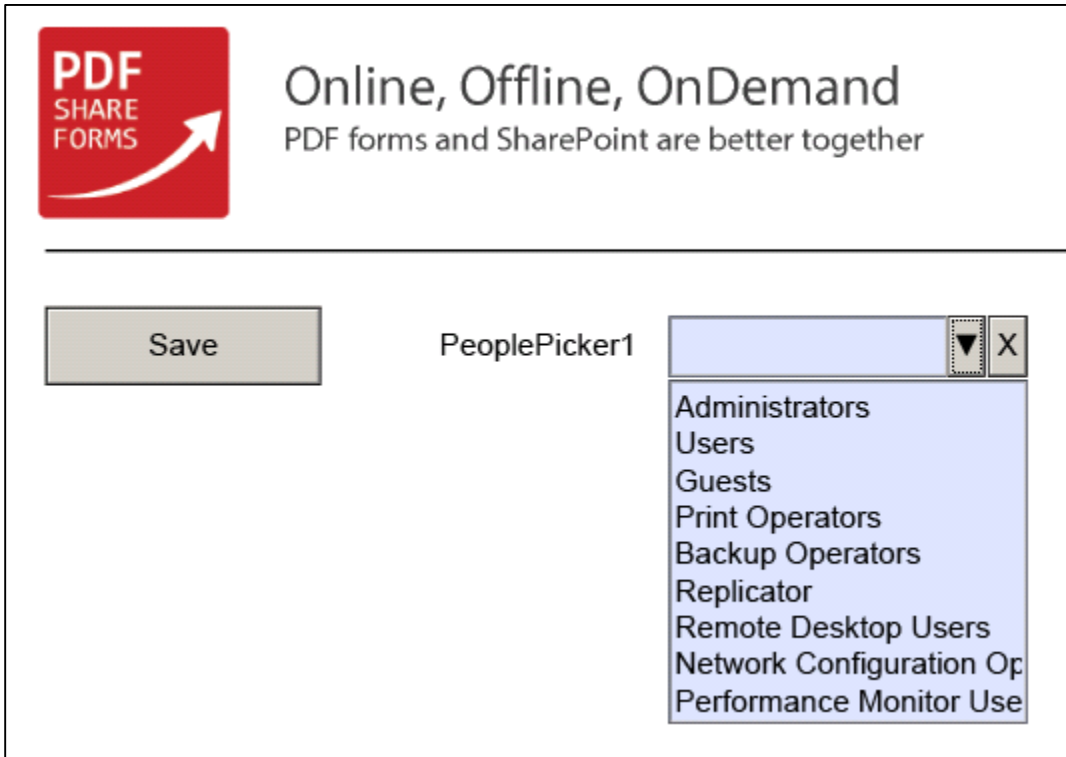 PDF
SHARE
FORMS
Online, Offline, OnDemand
PDF forms and SharePoint are better together
Save
PeoplePicker1
▼ X
Administrators
Users
Guests
Print Operators
Backup Operators
Replicator
Remote Desktop Users
Network Configuration Op
Performance Monitor Use